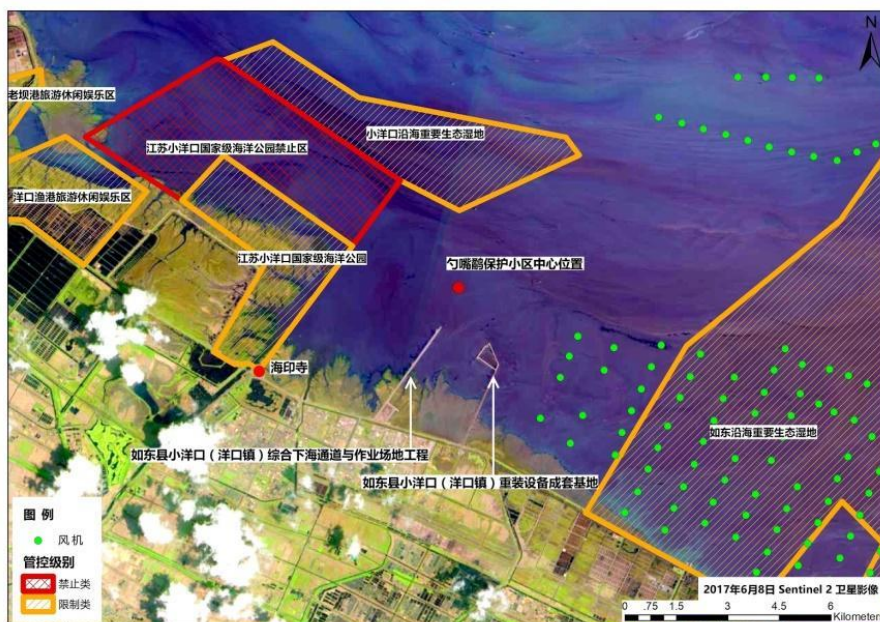 N
老坝港旅游休闲娱乐区
江苏小洋口国家级海洋公园禁止区
小洋口沿海重要生态湿地
洋口渔港旅游休闲娱乐区
江苏小洋口国家级海洋公园
勺嘴鹬保护小区中心位置
海印寺
如东沿海重要生态湿地
如东县小洋口（洋口镇）综合下海通道与作业场地工程
如东县小洋口（洋口镇）重装设备成套基地
图 例
风机
管控级别
禁止类
限制类
2017年6月8日 Sentinel 2 卫星影像
0 .75 1.5 3 4.5 6
Kilometers